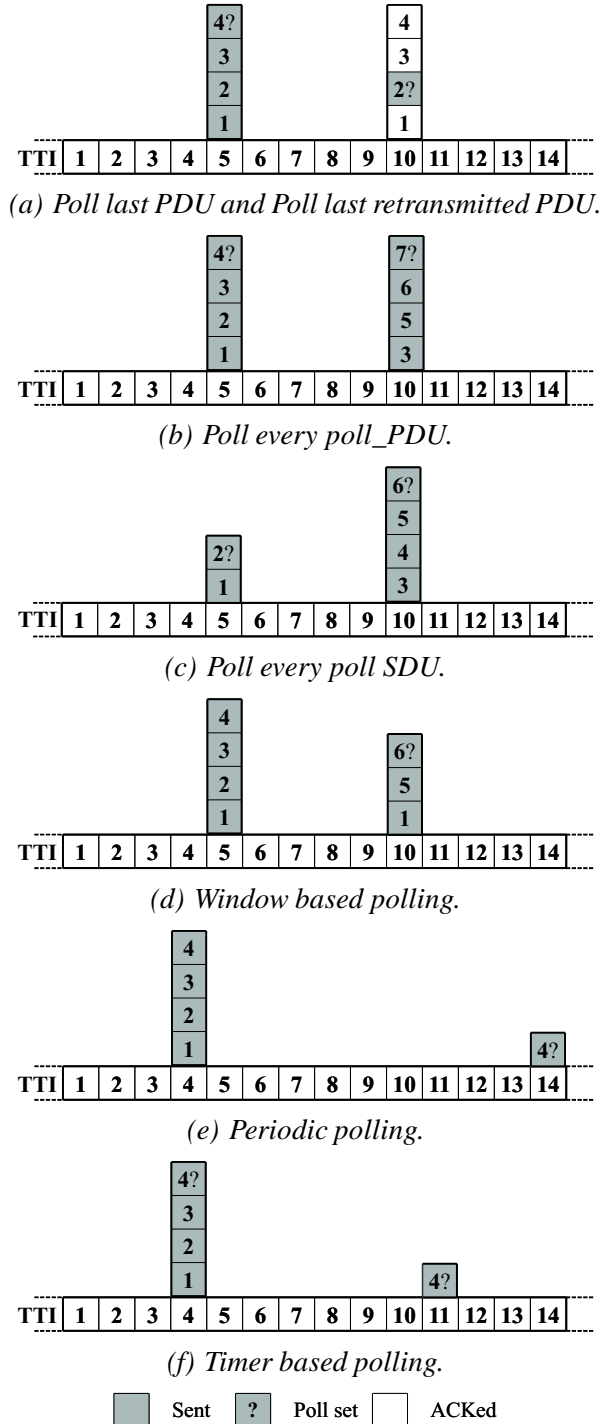 4? 4
3 3
2 2?
1 1
TTI 1 2 3 4 5 6 7 8 9 10 11 12 13 14
(a) Poll last PDU and Poll last retransmitted PDU.
4? 7?
3 6
2 5
1 3
TTI 1 2 3 4 5 6 7 8 9 10 11 12 13 14
(b) Poll every poll_PDU.
6?
5
2? 4
1 3
TTI 1 2 3 4 5 6 7 8 9 10 11 12 13 14
(c) Poll every poll SDU.
4
3 6?
2 5
1 1
TTI 1 2 3 4 5 6 7 8 9 10 11 12 13 14
(d) Window based polling.
4
3
2
1 4?
TTI 1 2 3 4 5 6 7 8 9 10 11 12 13 14
(e) Periodic polling.
4?
3
2
1 4?
TTI 1 2 3 4 5 6 7 8 9 10 11 12 13 14
(f) Timer based polling.
Sent ? Poll set ACKed